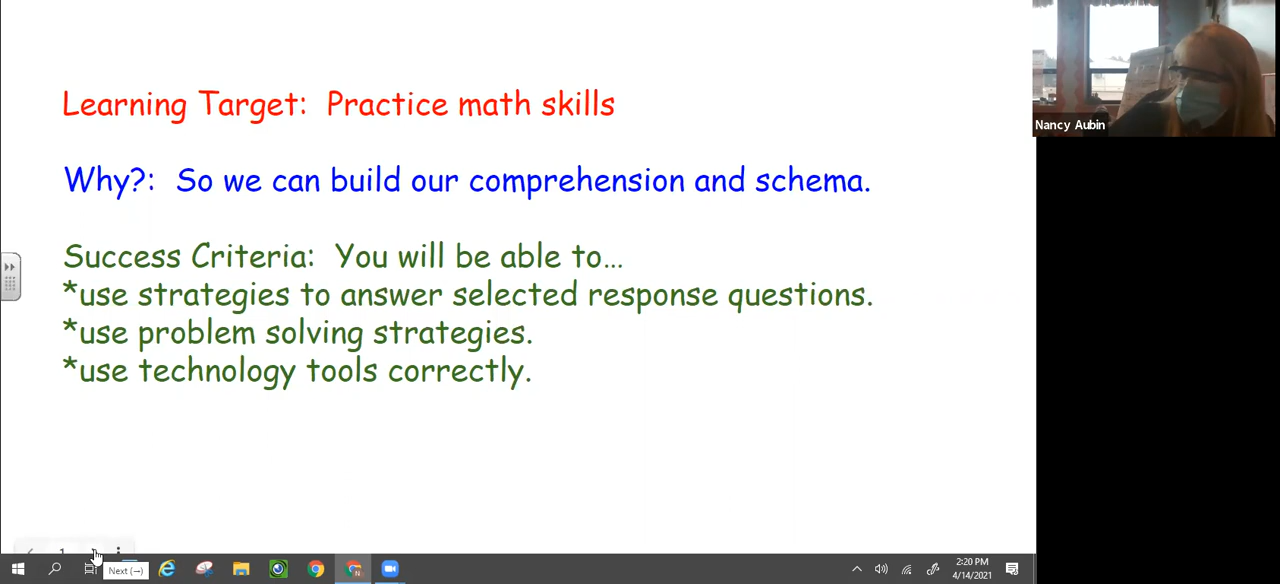 Learning Target: Practice math skills
Nancy Aubin
Why?: So we can build our comprehension and schema.
Success Criteria: You will be able to...
*use strategies to answer selected response questions.
*use problem solving strategies.
*use technology tools correctly.
1
Next (→)
2:20 PM
4/14/2021